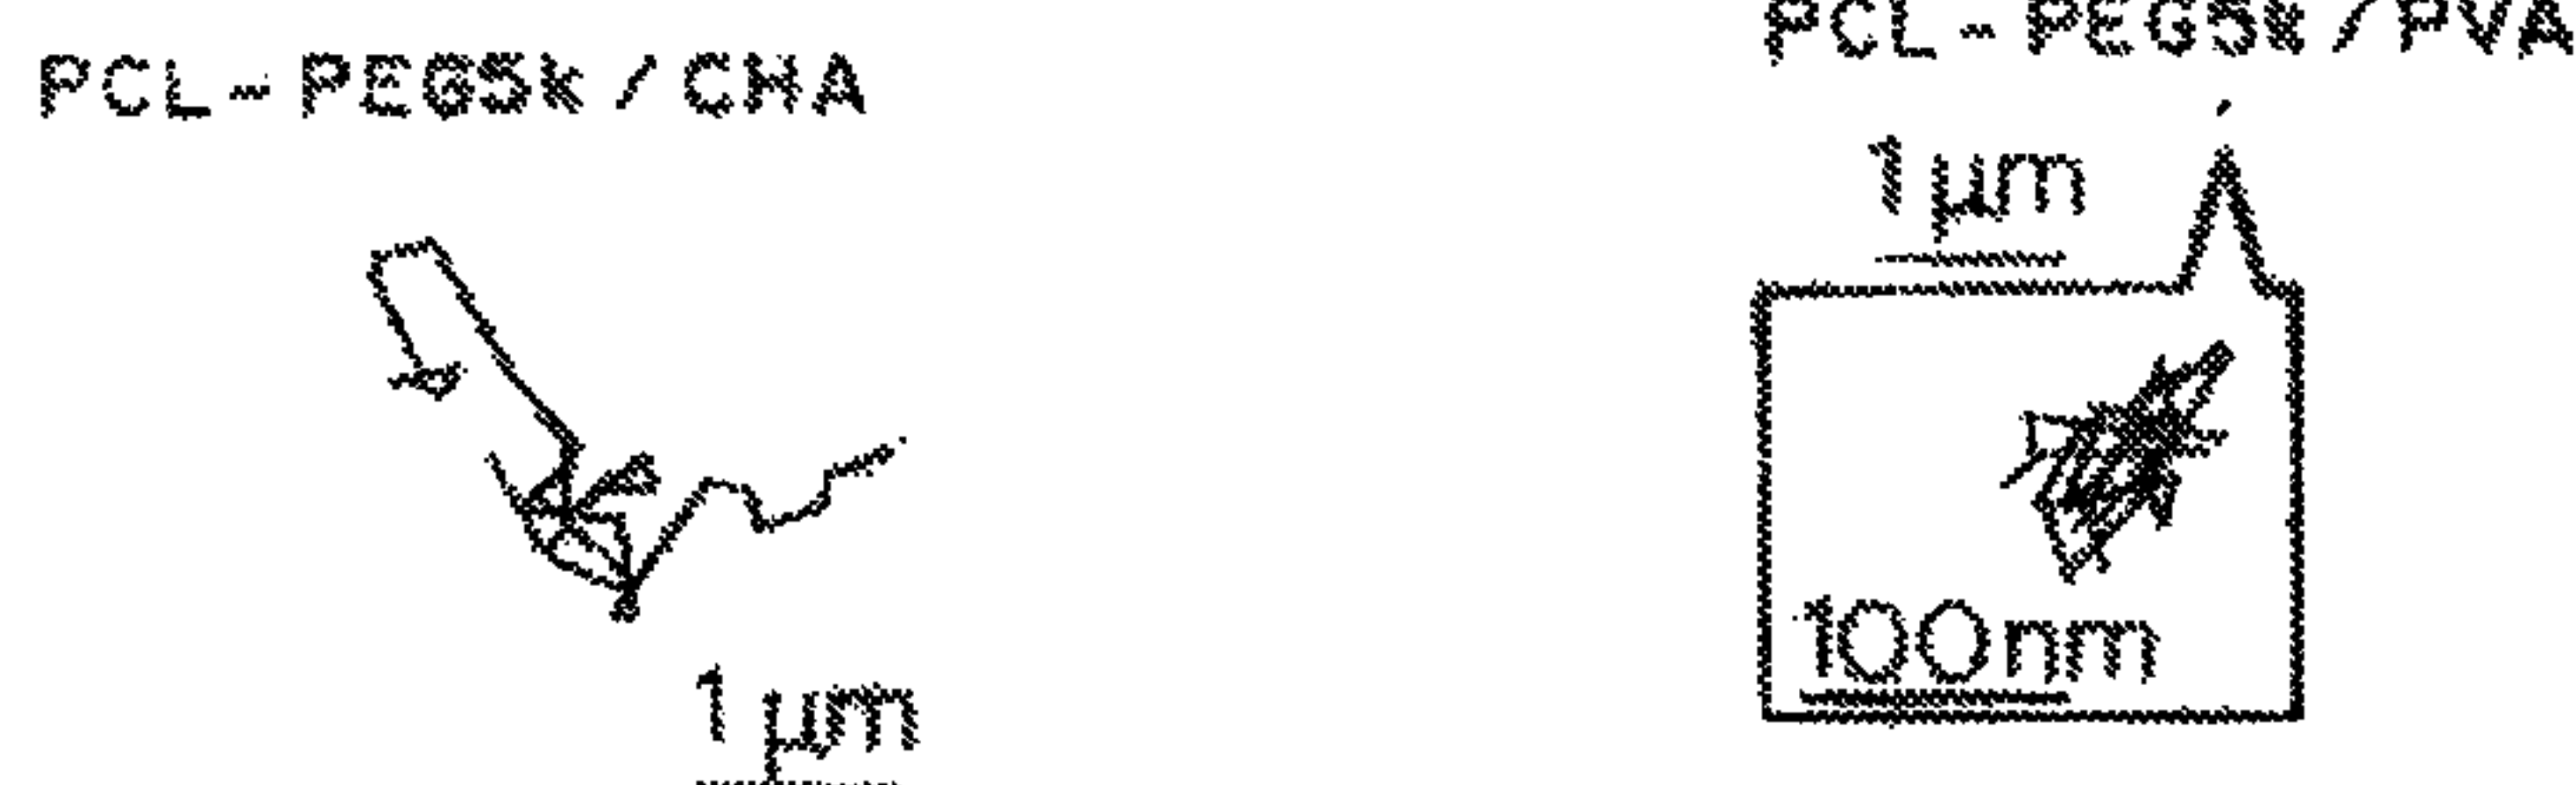 PCL-PEG5k/CHA
1 µm
PCL-PEG5k/PVA
1 µm
100nm